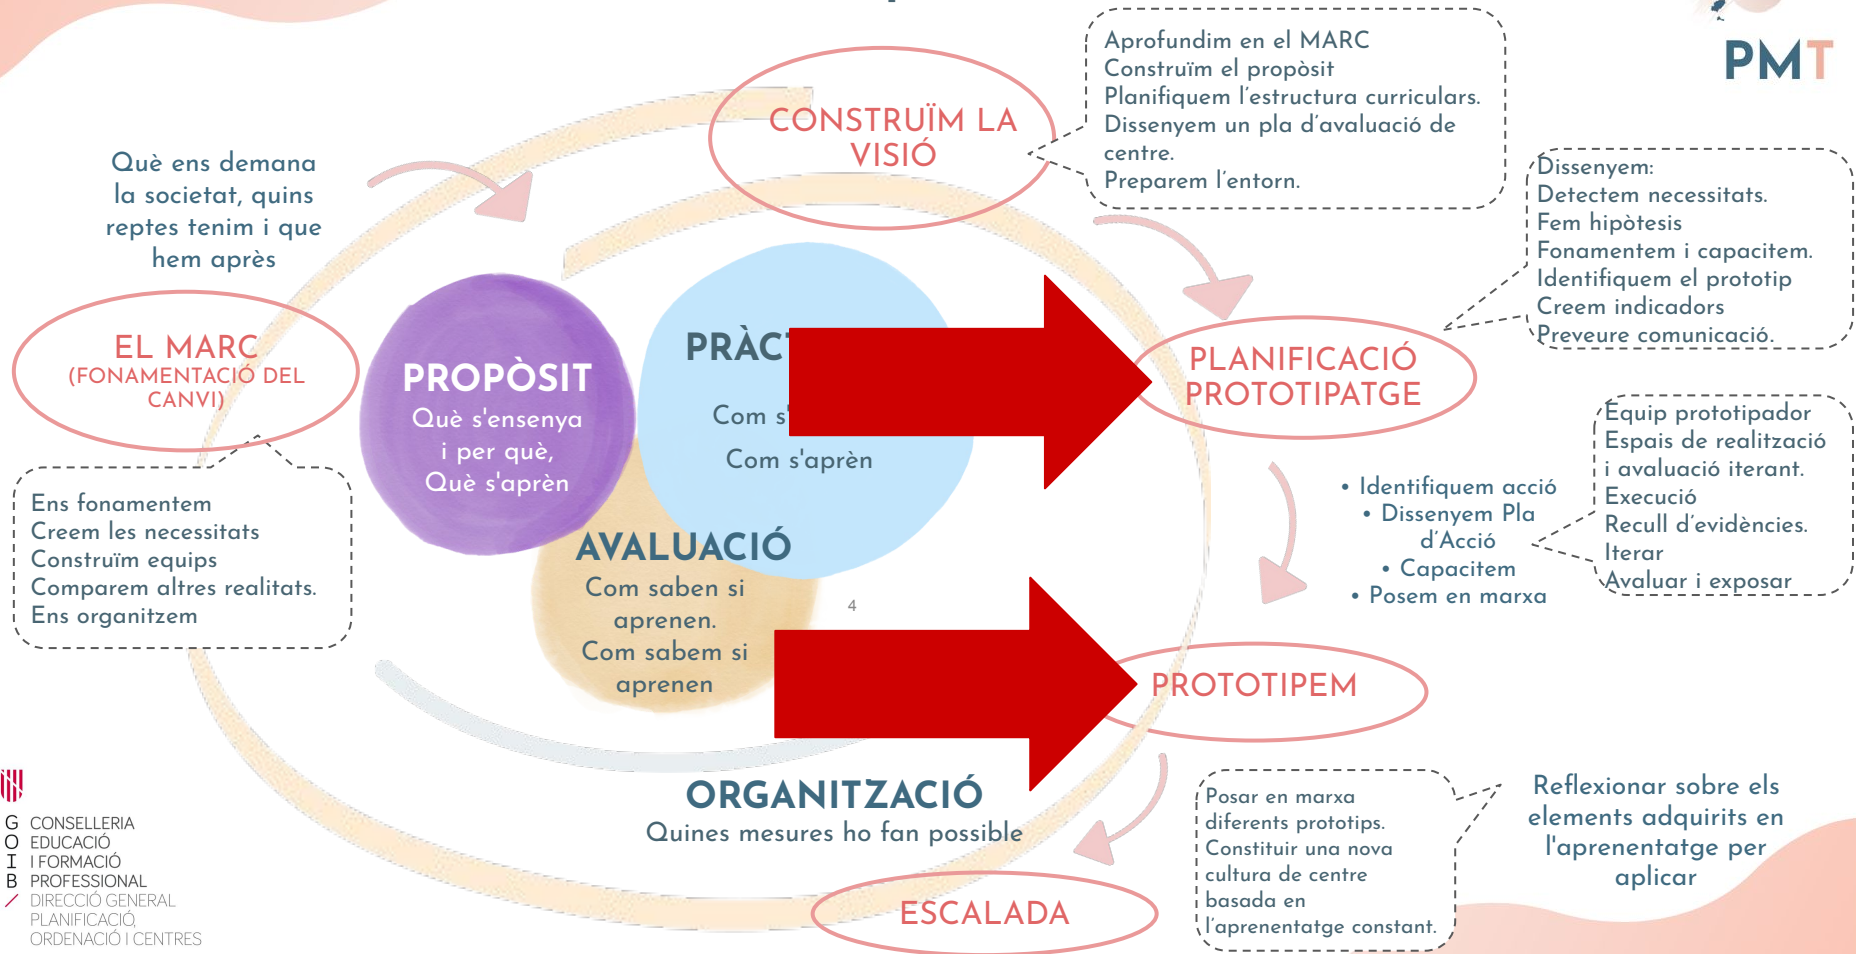 PMT
CONSTRUÏM LA
VISIÓ
Aprofundim en el MARC
Construïm el propòsit
Planifiquem l'estructura curriculars.
Dissenyem un pla d'avaluació de
centre.
Preparem l'entorn.
Què ens demana
la societat, quins
reptes tenim i que
hem après
Dissenyem:
Detectem necessitats.
Fem hipòtesis
Fonamentem i capacitem.
Identifiquem el prototip
Creem indicadors
Preveure comunicació.
EL MARC
(FONAMENTACIÓ DEL
CANVI)
PROPÒSIT
Què s'ensenya
i per què,
Què s'aprèn
Com s'aprèn
PLANIFICACIÓ
PROTOTIPATGE
Ens fonamentem
Creem les necessitats
Construïm equips
Comparem altres realitats.
Ens organitzem
• Identifiquem acció
• Dissenyem Pla
d'Acció
• Capacitem
• Posem en marxa
Equip prototipador
Espais de realització
i avaluació iterant.
Execució
Recull d'evidències.
Iterar
Avaluar i exposar
AVALUACIÓ
Com saben si
aprenen.
Com sabem si
aprenen
4
PROTOTIPEM
ORGANITZACIÓ
Quines mesures ho fan possible
Posar en marxa
diferents prototips.
Constituir una nova
cultura de centre
basada en
l'aprenentatge constant.
Reflexionar sobre els
elements adquirits en
l'aprenentatge per
aplicar
ESCALADA
G CONSELLERIA
O EDUCACIÓ
I I FORMACIÓ
B PROFESSIONAL
/ DIRECCIÓ GENERAL
PLANIFICACIÓ,
ORDENACIÓ I CENTRES